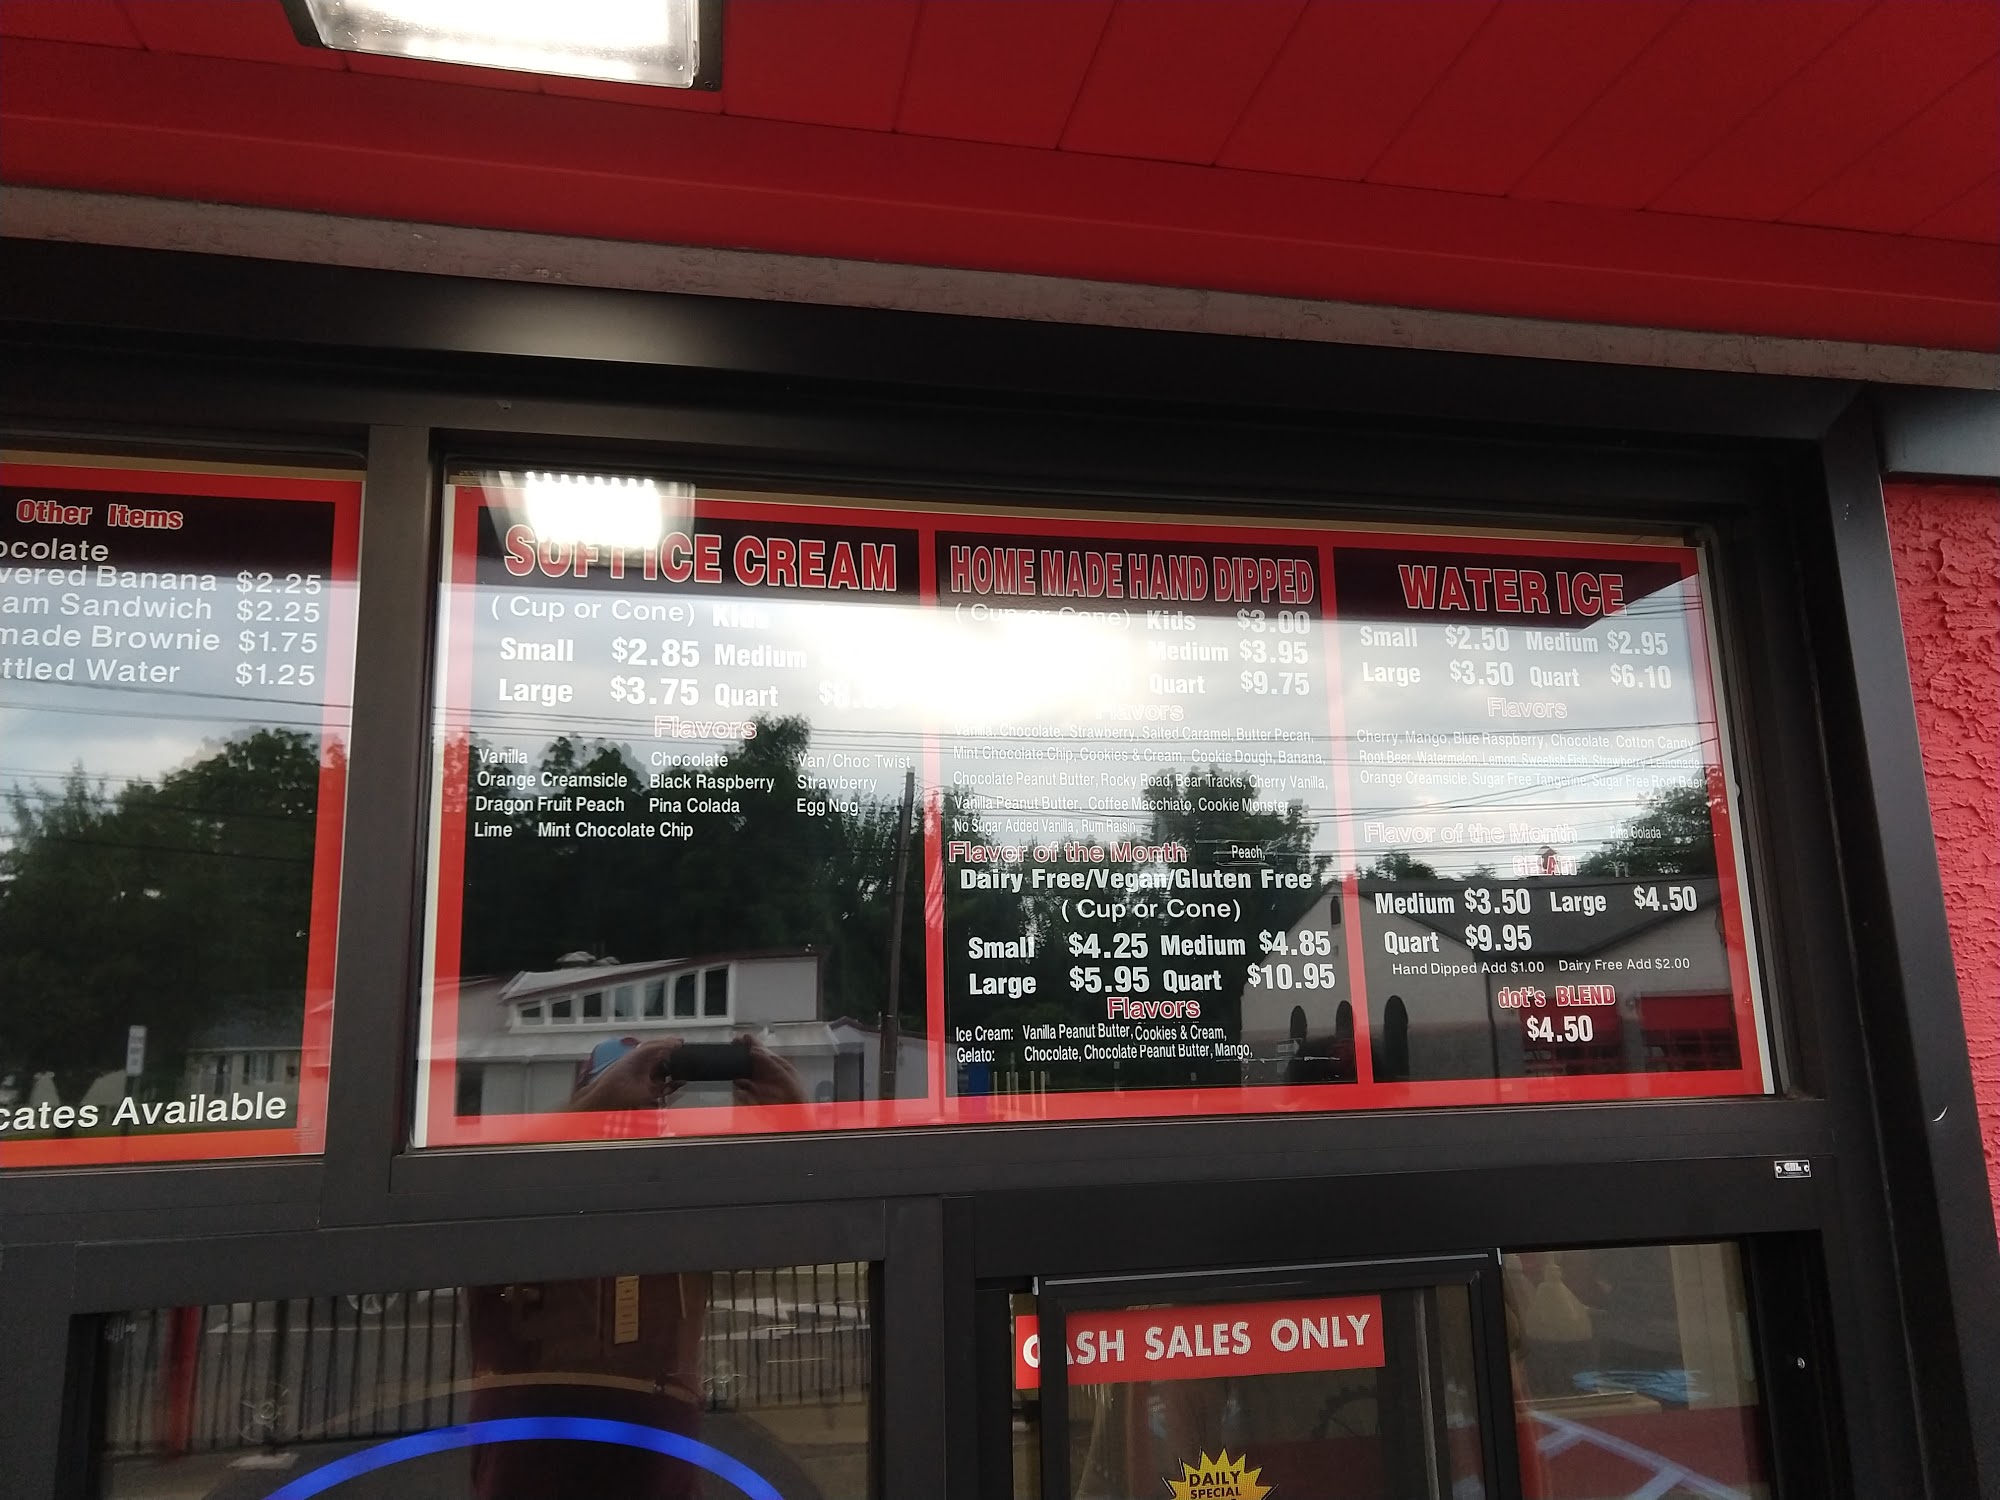 Other Items
ocolate
vered Banana $2.25
am Sandwich $2.25
made Brownie $1.75
ttled Water $1.25
cates Available
SOFT ICE CREAM
( Cup or Cone) Kids
Small $2.85 Medium
Large $3.75 Quart
Flavors
Vanilla Chocolate Van/Choc Twist
Orange Creamsicle Black Raspberry Strawberry
Dragon Fruit Peach Pina Colada Egg Nog
Lime Mint Chocolate Chip
HOME MADE HAND DIPPED
( Cup or Cone) Kids $3.00
Medium $3.95
Quart $9.75
Flavors
Vanilla, Chocolate, Strawberry, Salted Caramel, Butter Pecan,
Mint Chocolate Chip, Cookies & Cream, Cookie Dough, Banana,
Chocolate Peanut Butter, Rocky Road, Bear Tracks, Cherry Vanilla,
Vanilla Peanut Butter, Coffee Macchiato, Cookie Monster,
No Sugar Added Vanilla, Rum Raisin,
Flavor of the Month Peach,
Dairy Free/Vegan/Gluten Free
( Cup or Cone)
Small $4.25 Medium $4.85
Large $5.95 Quart $10.95
Flavors
Ice Cream: Vanilla Peanut Butter, Cookies & Cream,
Gelato: Chocolate, Chocolate Peanut Butter, Mango,
WATER ICE
Small $2.50 Medium $2.95
Large $3.50 Quart $6.10
Flavors
Cherry, Mango, Blue Raspberry, Chocolate, Cotton Candy
Root Beer, Watermelon, Lemon, Swedish Fish, Strawberry-Lemonade
Orange Creamsicle, Sugar Free Tangerine, Sugar Free Root Beer
Flavor of the Month Pina Colada
GELATI
Medium $3.50 Large $4.50
Quart $9.95
Hand Dipped Add $1.00 Dairy Free Add $2.00
dot's BLEND
$4.50
CASH SALES ONLY
DAILY
SPECIAL